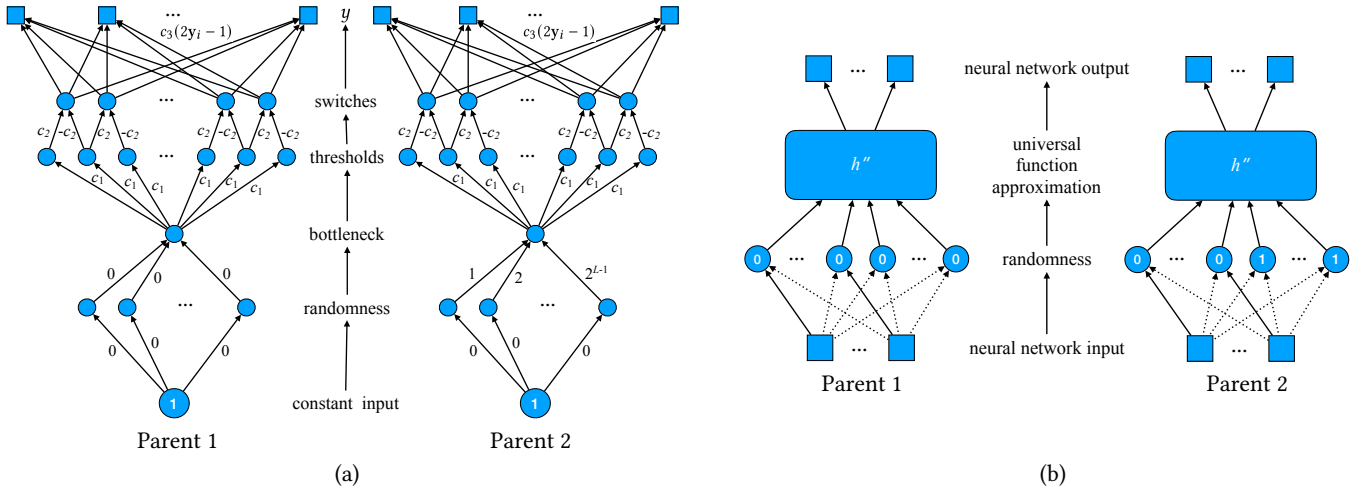 ... y ...
c₃(2yᵢ − 1) c₃(2yᵢ − 1)
... switches ...
c₂ -c₂ c₂ -c₂ c₂ -c₂ c₂ -c₂ c₂ -c₂ c₂ -c₂ c₂ -c₂ c₂ -c₂
... thresholds ...
c₁ c₁ c₁ c₁ c₁ c₁ c₁ c₁ c₁ c₁ c₁ c₁
bottleneck
0 0 0 1 2 2^{L-1}
... randomness ...
0 0 0 0 0 0
1 constant input 1
Parent 1 Parent 2
(a)
... neural network output ...
h″ universal function approximation h″
0 ... 0 0 ... 0 randomness 0 ... 0 1 ... 1
... neural network input ...
Parent 1 Parent 2
(b)